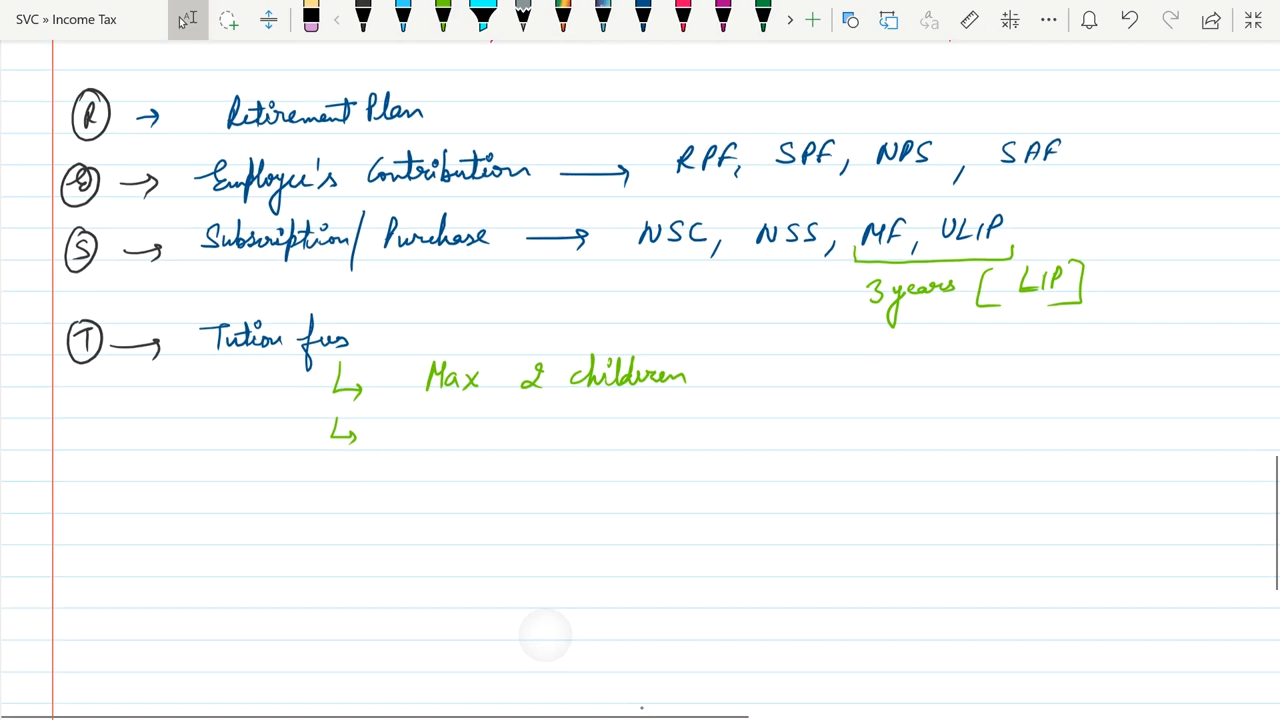 SVC » Income Tax
R → Retirement Plan
E → Employee's Contribution → RPF, SPF, NPS, SAF
S → Subscription/Purchase → NSC, NSS, MF, ULIP
3 years [LIP]
T → Tution fees
↳ Max 2 children
↳